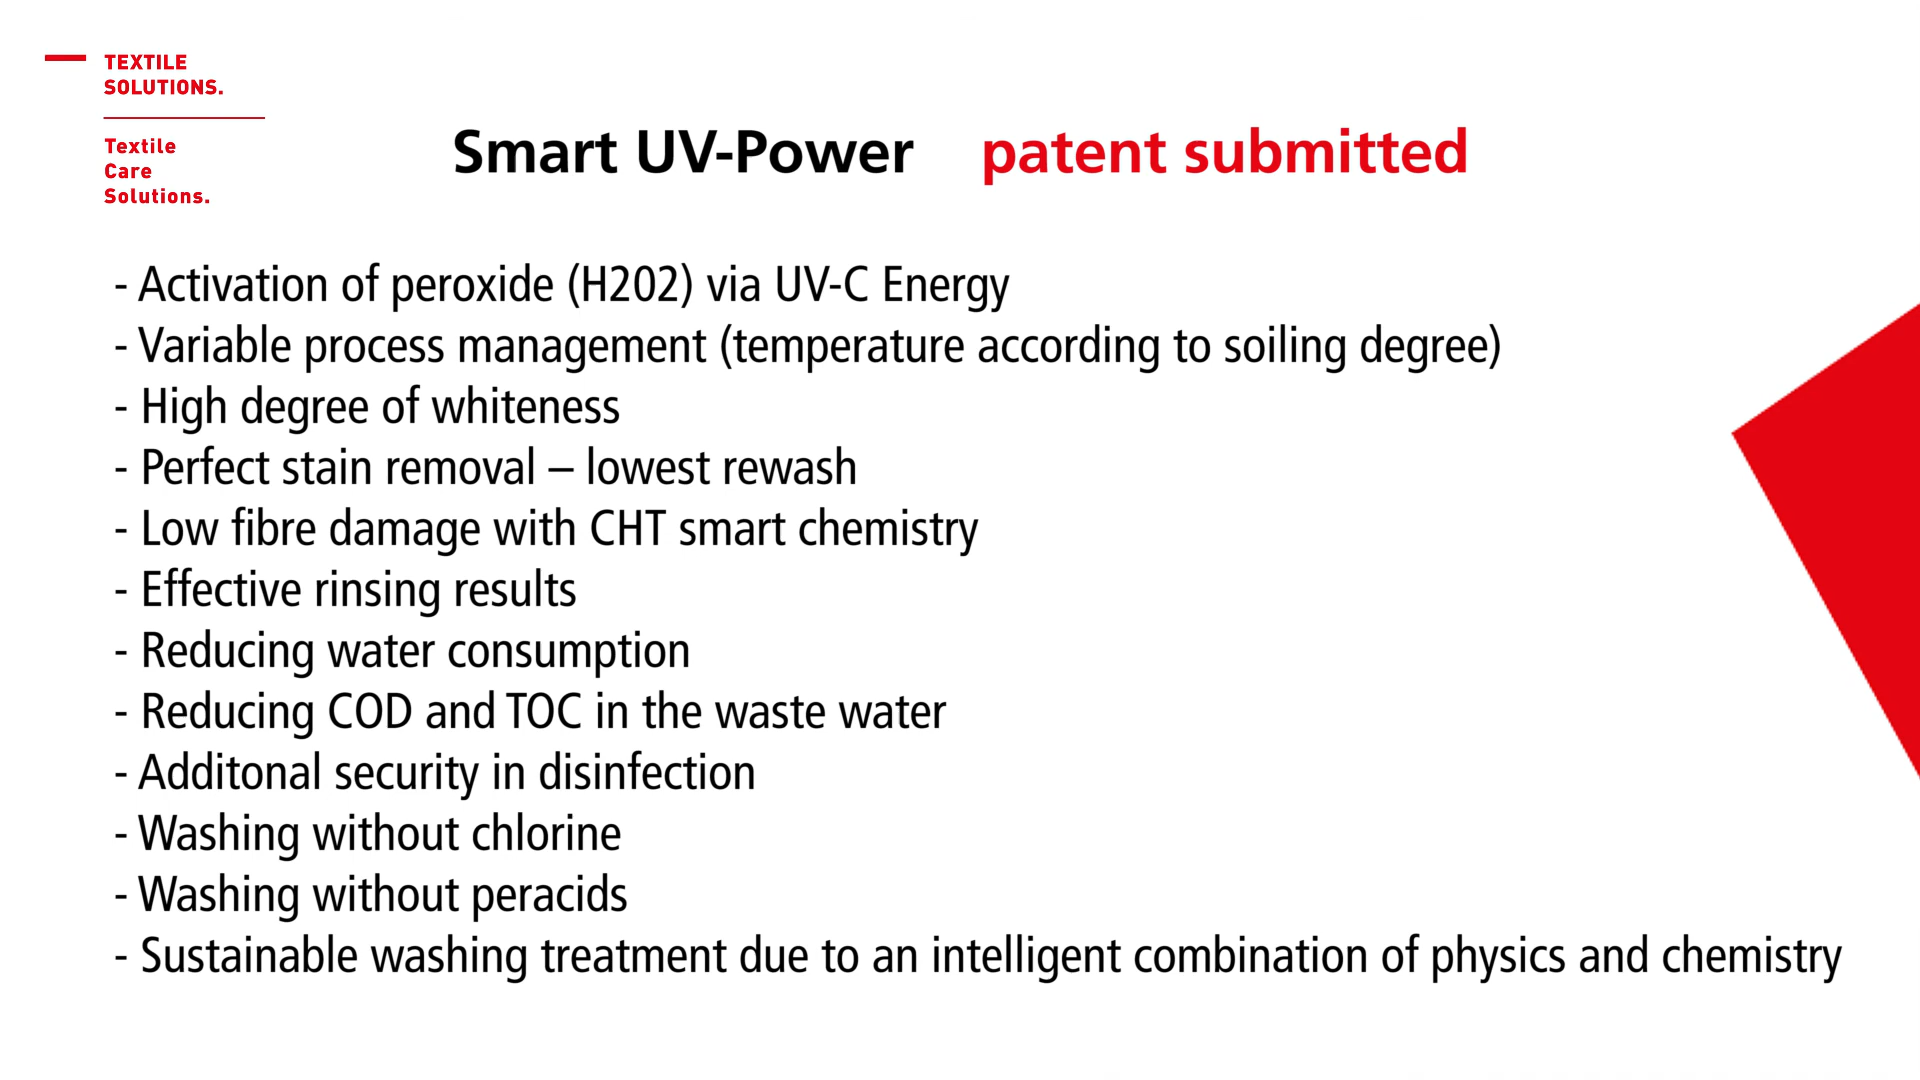 TEXTILE
SOLUTIONS.
Textile
Care
Solutions.
Smart UV-Power patent submitted
- Activation of peroxide (H202) via UV-C Energy
- Variable process management (temperature according to soiling degree)
- High degree of whiteness
- Perfect stain removal – lowest rewash
- Low fibre damage with CHT smart chemistry
- Effective rinsing results
- Reducing water consumption
- Reducing COD and TOC in the waste water
- Additonal security in disinfection
- Washing without chlorine
- Washing without peracids
- Sustainable washing treatment due to an intelligent combination of physics and chemistry